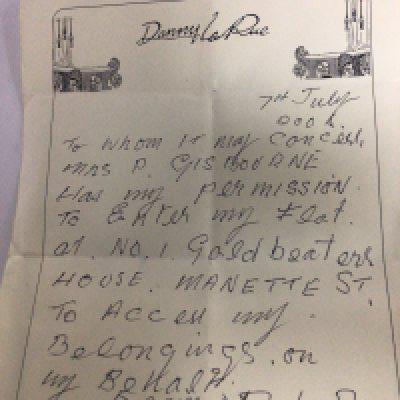 Danny La Rue
7th July
To whom It may Concern
Mrs P. GISBOURNE
Has my Permission.
To Enter my Flat.
at. No. 1. Goldbeaters
HOUSE. MANETTE ST.
To Access my.
Belongings. on
my Behalf.